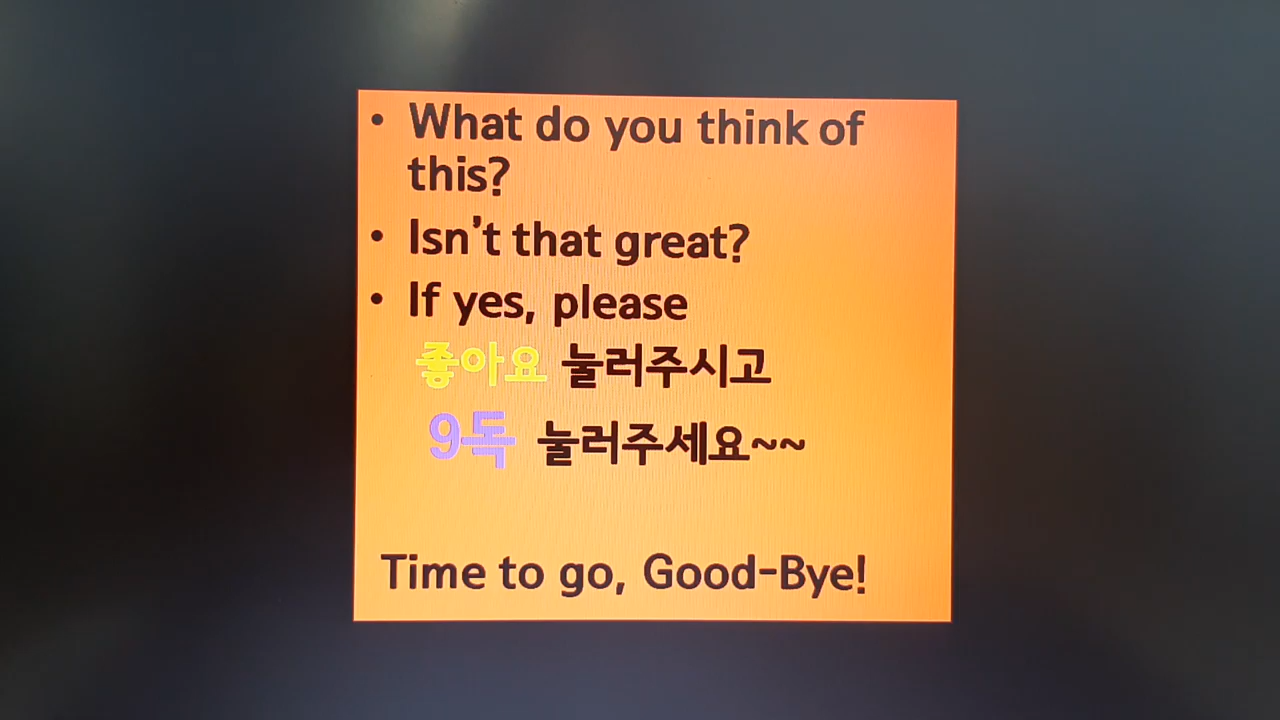 • What do you think of
this?
• Isn't that great?
• If yes, please
좋아요 눌러주시고
9독 눌러주세요~~
Time to go, Good-Bye!